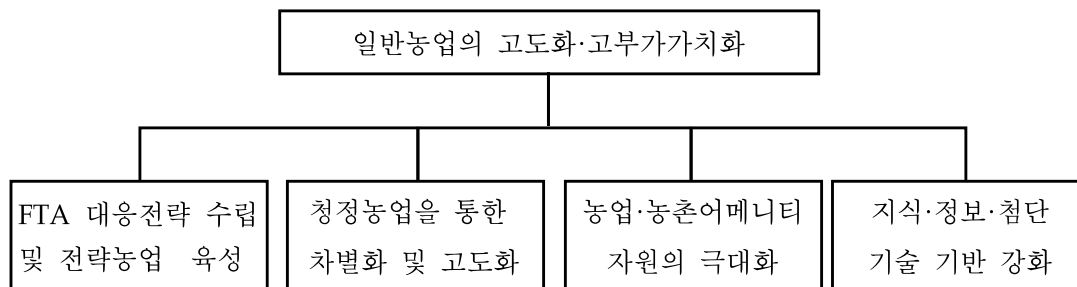 일반농업의 고도화·고부가가치화
FTA 대응전략 수립
및 전략농업 육성
청정농업을 통한
차별화 및 고도화
농업·농촌어메니티
자원의 극대화
지식·정보·첨단
기술 기반 강화